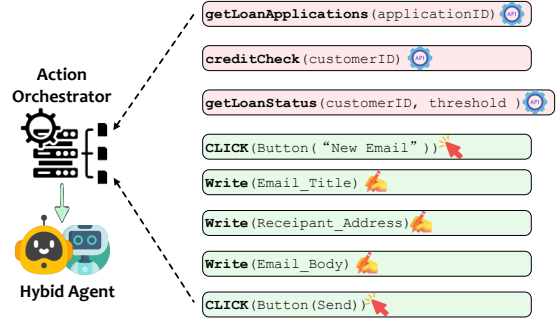 getLoanApplications(applicationID) API
creditCheck(customerID) API
getLoanStatus(customerID, threshold ) API
Action
Orchestrator
CLICK(Button(“New Email”))
Write(Email_Title)
Write(Receipant_Address)
Write(Email_Body)
CLICK(Button(Send))
Hybid Agent